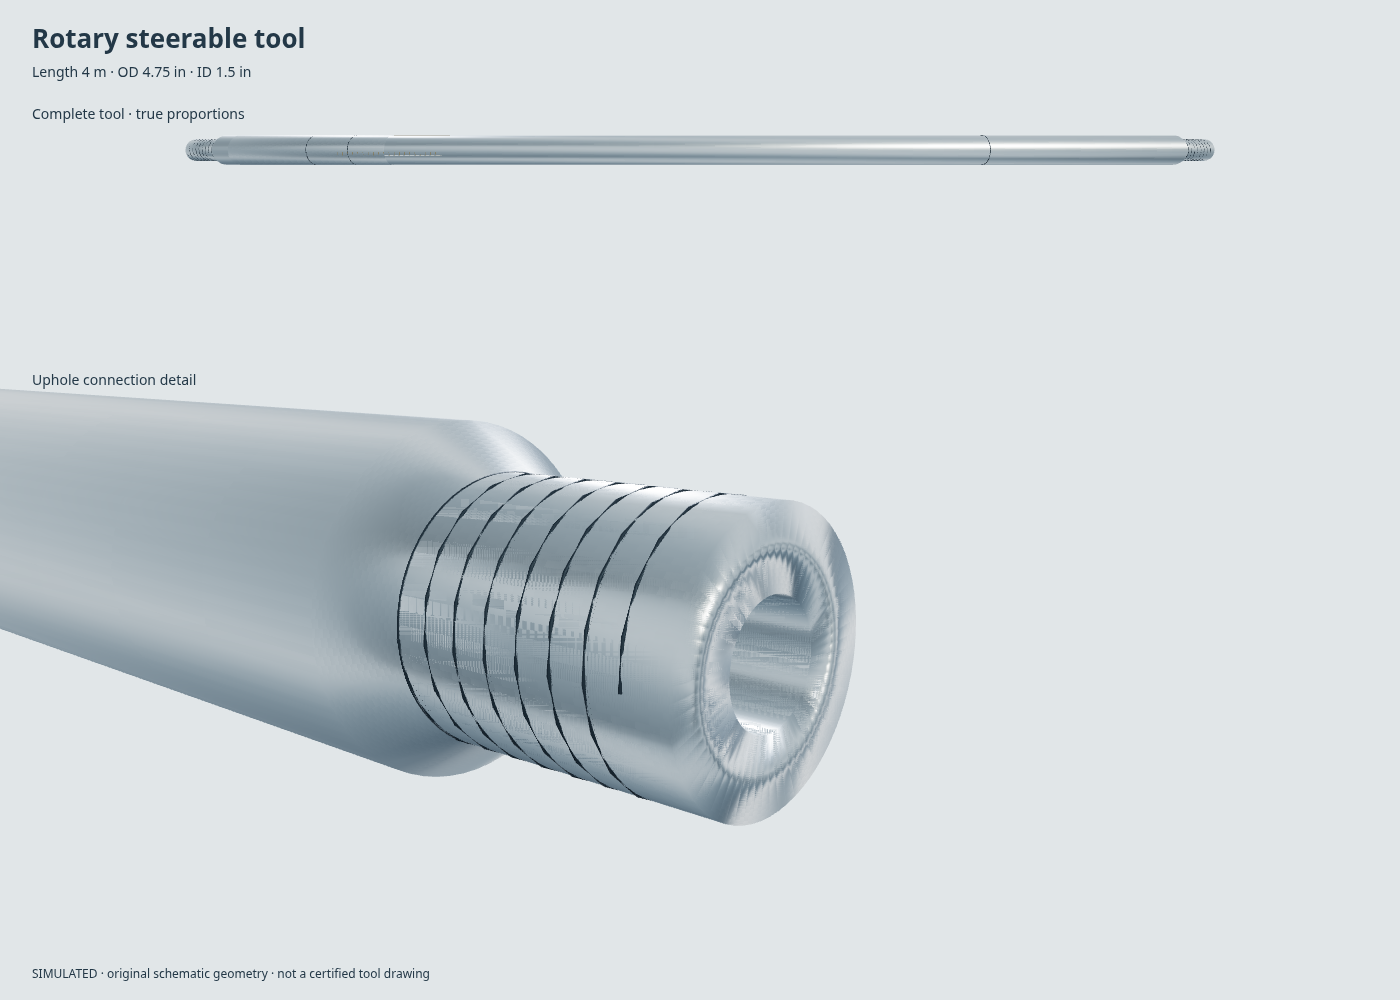 Rotary steerable tool
Length 4 m · OD 4.75 in · ID 1.5 in
Complete tool · true proportions
Uphole connection detail
SIMULATED · original schematic geometry · not a certified tool drawing